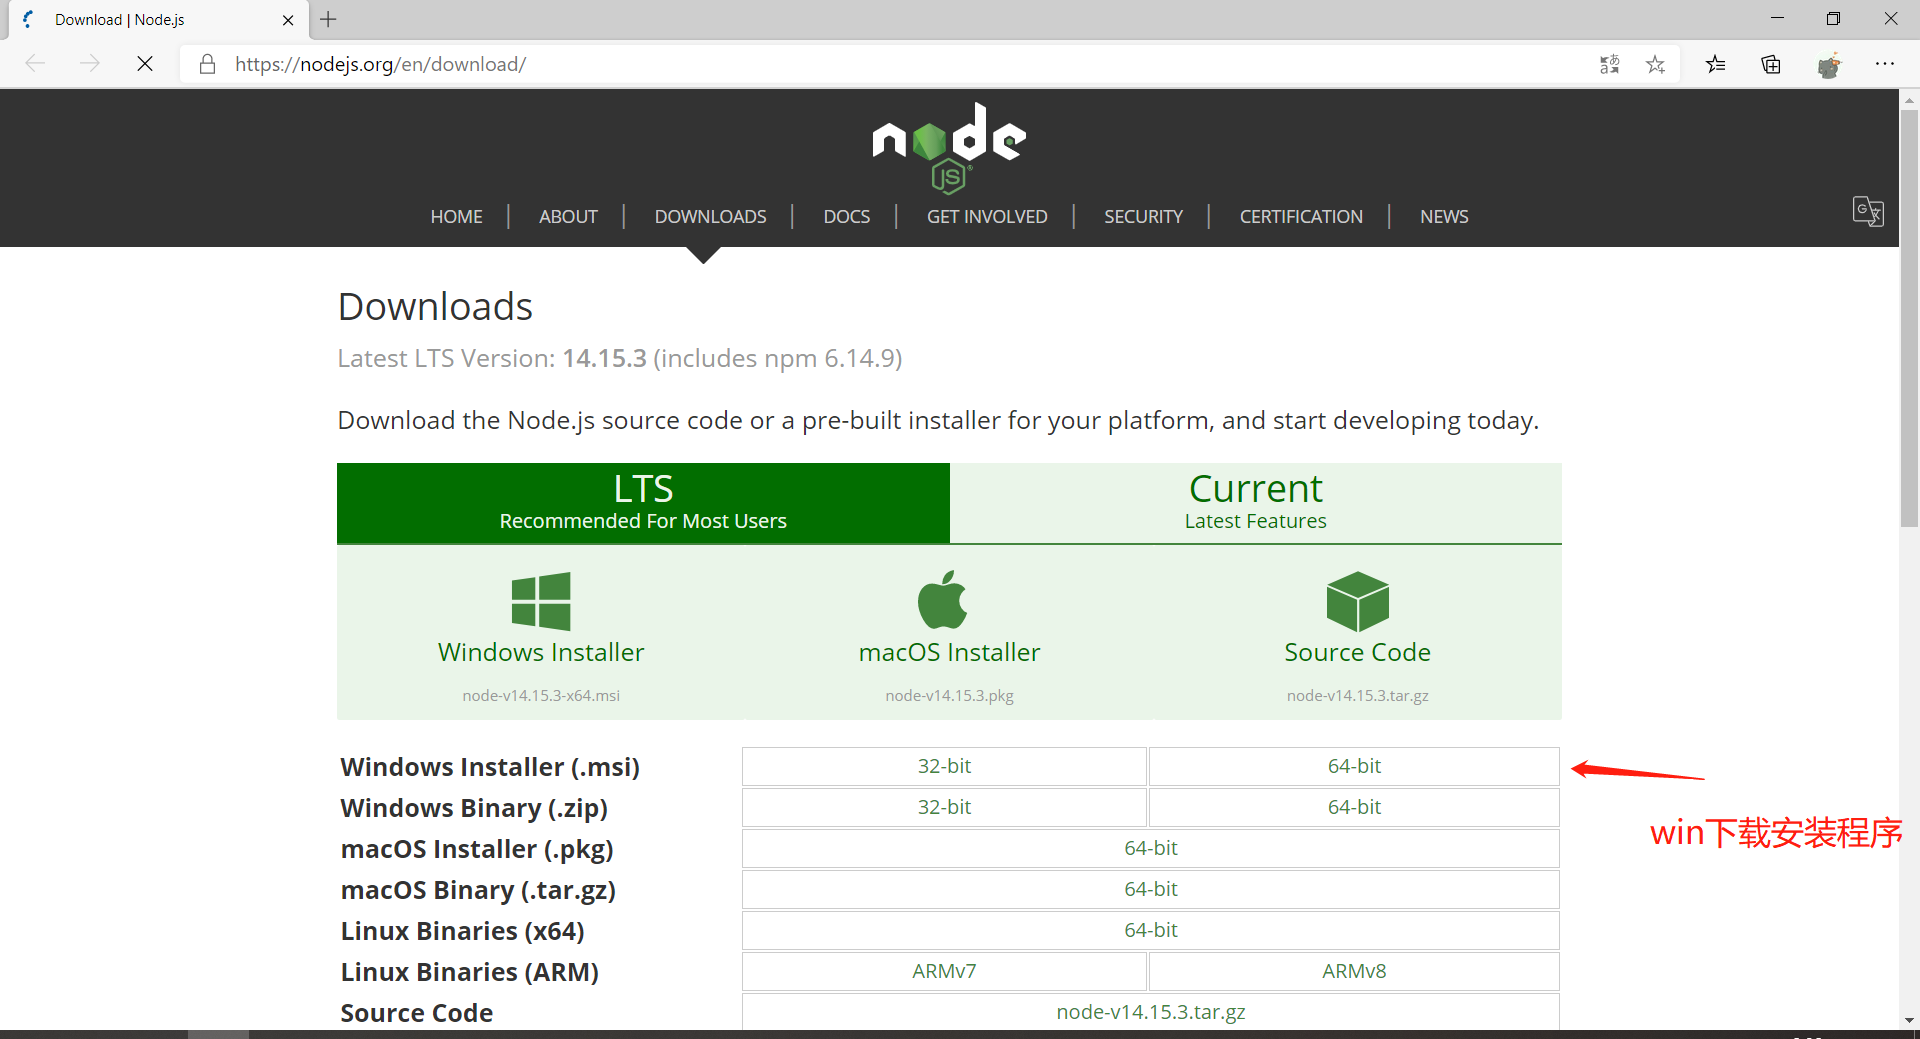 Download | Node.js
https://nodejs.org/en/download/
node
JS
HOME | ABOUT | DOWNLOADS | DOCS | GET INVOLVED | SECURITY | CERTIFICATION | NEWS
Downloads
Latest LTS Version: 14.15.3 (includes npm 6.14.9)
Download the Node.js source code or a pre-built installer for your platform, and start developing today.
LTS
Recommended For Most Users
Current
Latest Features
Windows Installer
node-v14.15.3-x64.msi
macOS Installer
node-v14.15.3.pkg
Source Code
node-v14.15.3.tar.gz
Windows Installer (.msi) 32-bit 64-bit
Windows Binary (.zip) 32-bit 64-bit
win下载安装程序
macOS Installer (.pkg) 64-bit
macOS Binary (.tar.gz) 64-bit
Linux Binaries (x64) 64-bit
Linux Binaries (ARM) ARMv7 ARMv8
Source Code node-v14.15.3.tar.gz